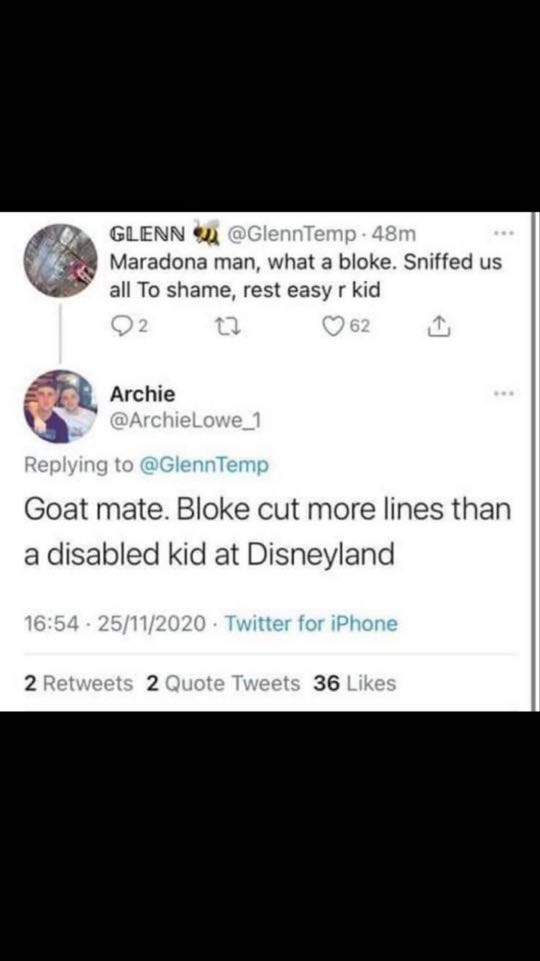 GLENN 🐝 @GlennTemp · 48m
Maradona man, what a bloke. Sniffed us
all To shame, rest easy r kid
2 62
Archie
@ArchieLowe_1
Replying to @GlennTemp
Goat mate. Bloke cut more lines than
a disabled kid at Disneyland
16:54 · 25/11/2020 · Twitter for iPhone
2 Retweets 2 Quote Tweets 36 Likes